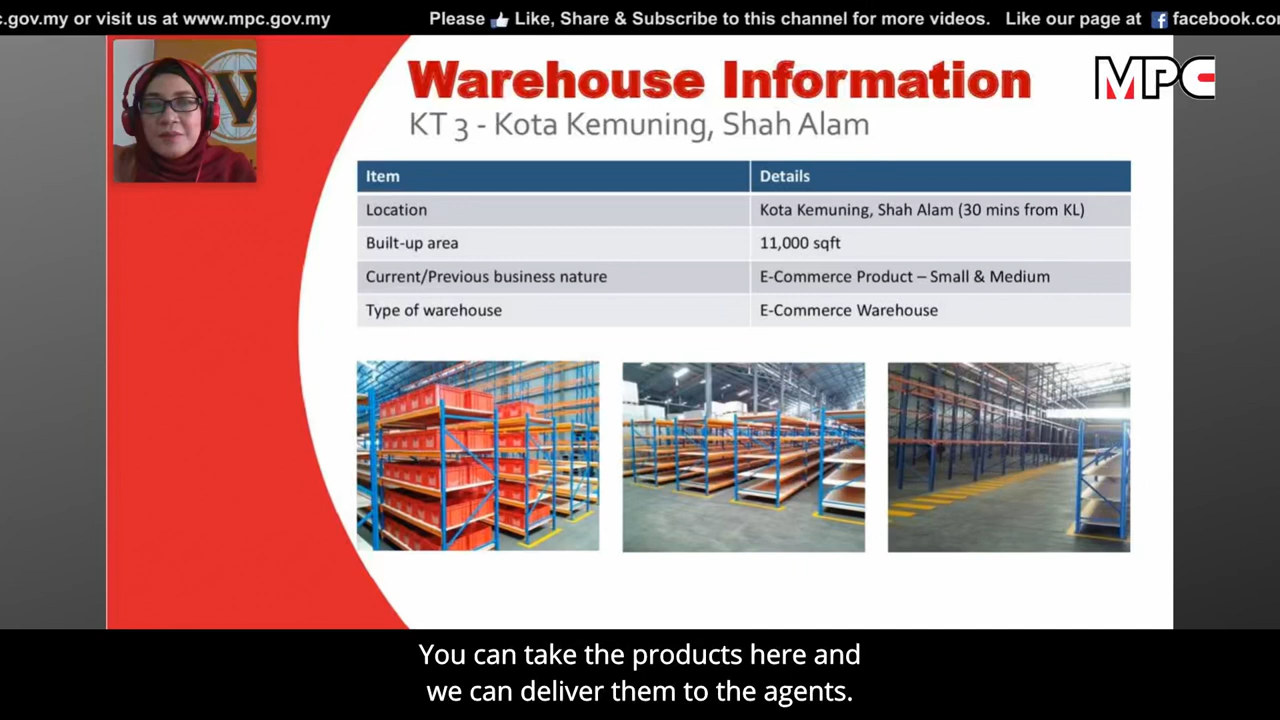 c.gov.my or visit us at www.mpc.gov.my
Please Like, Share & Subscribe to this channel for more videos. Like our page at facebook.co
Warehouse Information
KT 3 - Kota Kemuning, Shah Alam
MPC
Item Details
Location Kota Kemuning, Shah Alam (30 mins from KL)
Built-up area 11,000 sqft
Current/Previous business nature E-Commerce Product – Small & Medium
Type of warehouse E-Commerce Warehouse
You can take the products here and
we can deliver them to the agents.